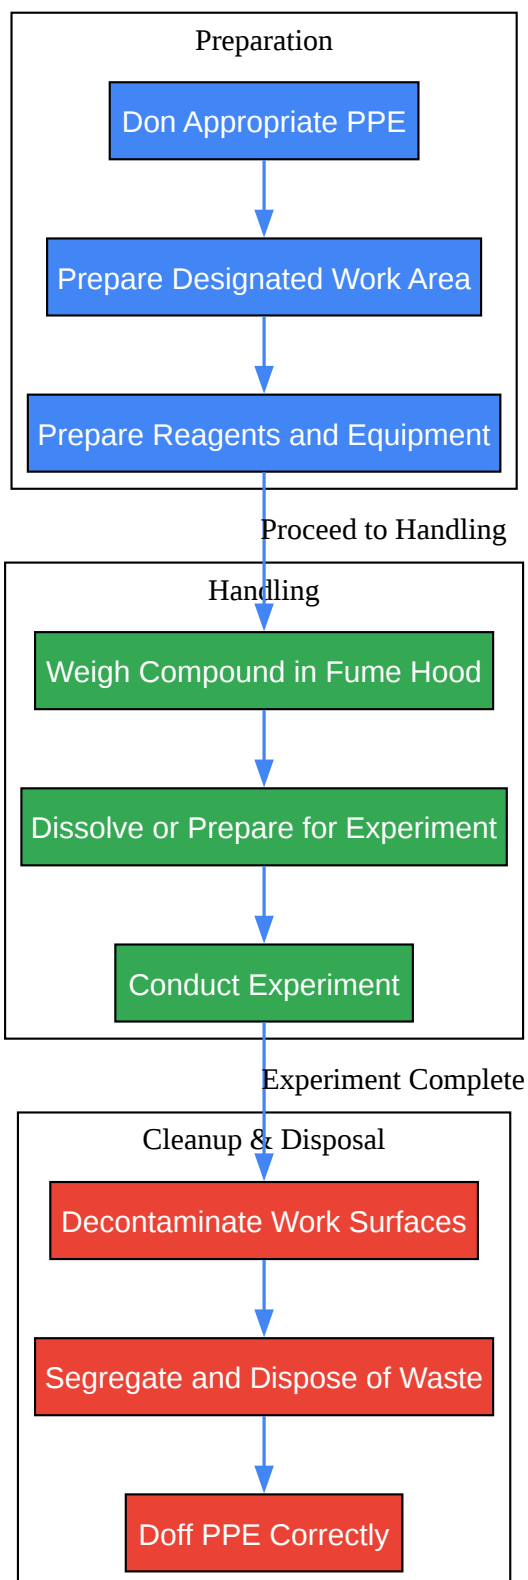 Preparation
Don Appropriate PPE
Prepare Designated Work Area
Prepare Reagents and Equipment
Proceed to Handling
Handling
Weigh Compound in Fume Hood
Dissolve or Prepare for Experiment
Conduct Experiment
Experiment Complete
Cleanup & Disposal
Decontaminate Work Surfaces
Segregate and Dispose of Waste
Doff PPE Correctly